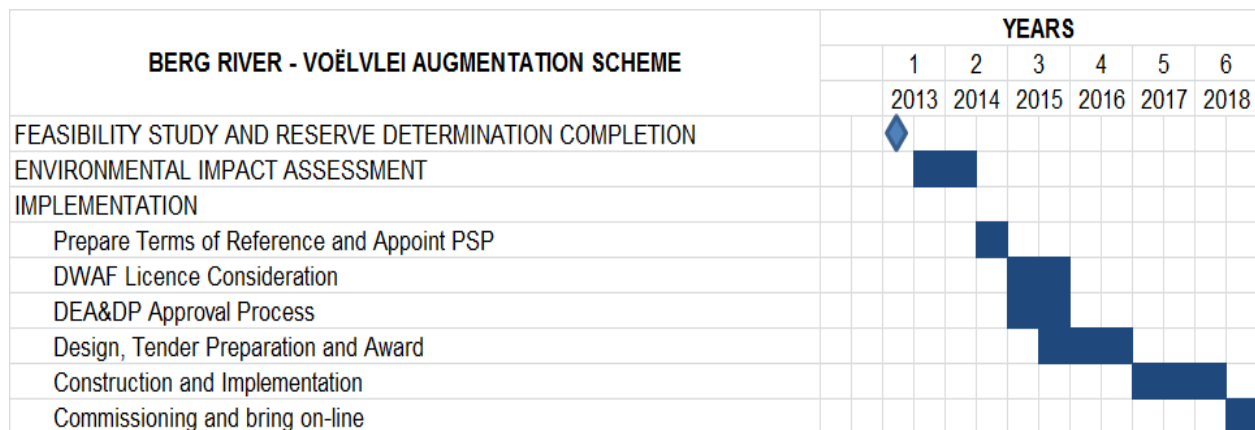 YEARS
BERG RIVER - VOËLVLEI AUGMENTATION SCHEME
1 2 3 4 5 6
2013 2014 2015 2016 2017 2018
FEASIBILITY STUDY AND RESERVE DETERMINATION COMPLETION
ENVIRONMENTAL IMPACT ASSESSMENT
IMPLEMENTATION
Prepare Terms of Reference and Appoint PSP
DWAF Licence Consideration
DEA&DP Approval Process
Design, Tender Preparation and Award
Construction and Implementation
Commissioning and bring on-line